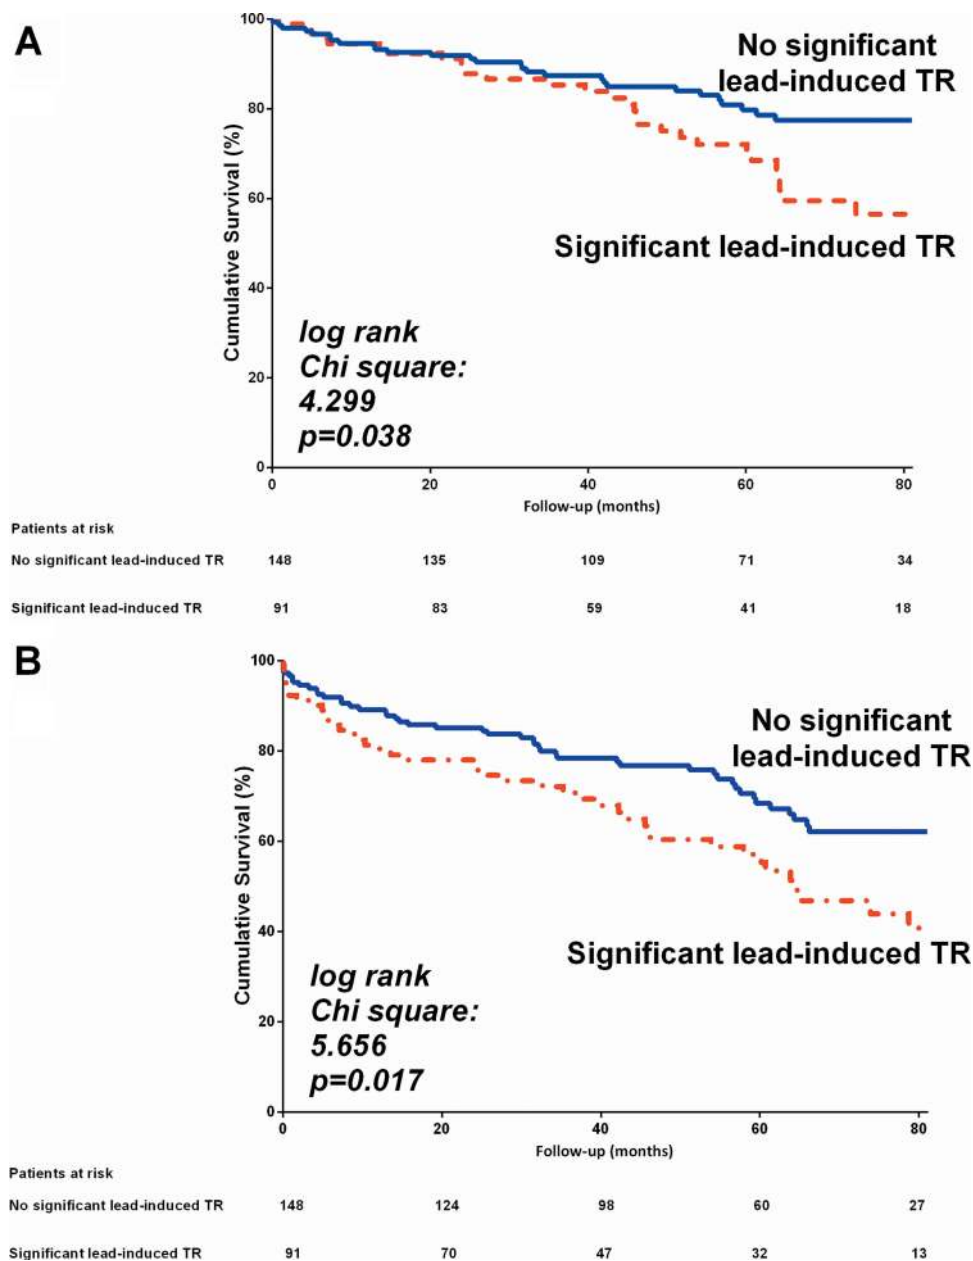 A
100
80
60
40
20
0
Cumulative Survival (%)
No significant
lead-induced TR
Significant lead-induced TR
log rank
Chi square:
4.299
p=0.038
0 20 40 60 80
Follow-up (months)
Patients at risk
No significant lead-induced TR 148 135 109 71 34
Significant lead-induced TR 91 83 59 41 18
B
100
80
60
40
20
0
Cumulative Survival (%)
No significant
lead-induced TR
Significant lead-induced TR
log rank
Chi square:
5.656
p=0.017
0 20 40 60 80
Follow-up (months)
Patients at risk
No significant lead-induced TR 148 124 98 60 27
Significant lead-induced TR 91 70 47 32 13